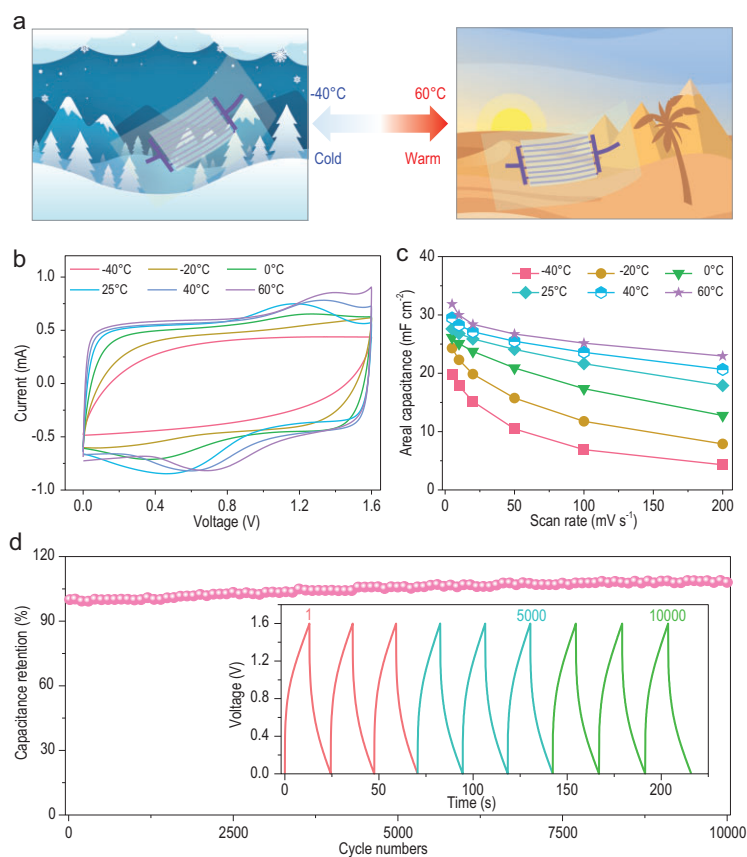 a
-40°C
60°C
Cold
Warm
b
-40°C
-20°C
0°C
25°C
40°C
60°C
1.0
0.5
0.0
-0.5
-1.0
Current (mA)
0.0
0.4
0.8
1.2
1.6
Voltage (V)
c
-40°C
-20°C
0°C
25°C
40°C
60°C
40
30
20
10
0
Areal capacitance (mF cm⁻²)
0
50
100
150
200
Scan rate (mV s⁻¹)
d
120
90
60
30
0
Capacitance retention (%)
1
5000
10000
1.6
1.2
0.8
0.4
0.0
Voltage (V)
0
50
100
150
200
Time (s)
0
2500
5000
7500
10000
Cycle numbers